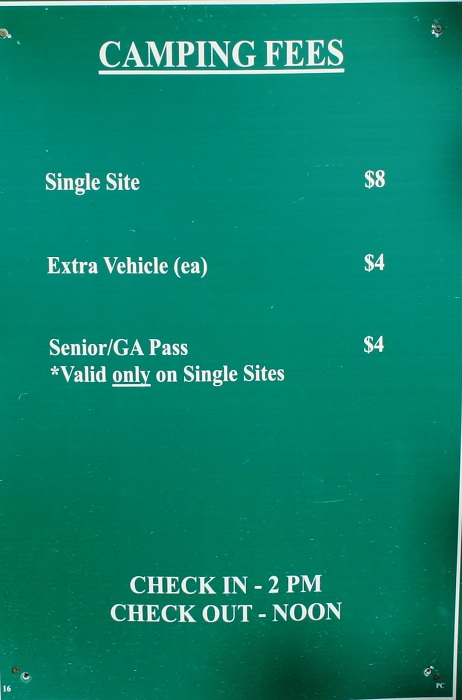 CAMPING FEES
Single Site $8
Extra Vehicle (ea) $4
Senior/GA Pass $4
*Valid only on Single Sites
CHECK IN - 2 PM
CHECK OUT - NOON
16 PC